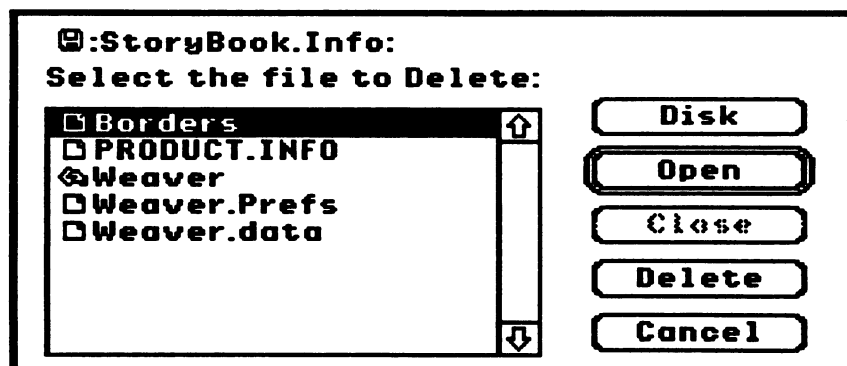 :StoryBook.Info:
Select the file to Delete:
Borders
PRODUCT.INFO
Weaver
Weaver.Prefs
Weaver.data
Disk
Open
Close
Delete
Cancel